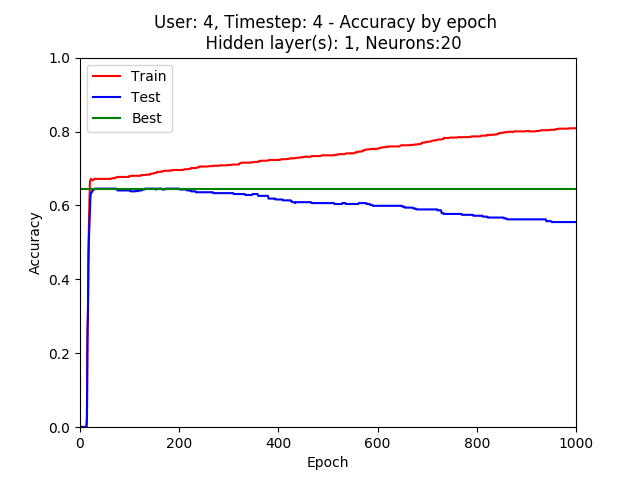 User: 4, Timestep: 4 - Accuracy by epoch
Hidden layer(s): 1, Neurons:20
1.0
Train
Test
Best
0.8
0.6
Accuracy
0.4
0.2
0.0
0 200 400 600 800 1000
Epoch